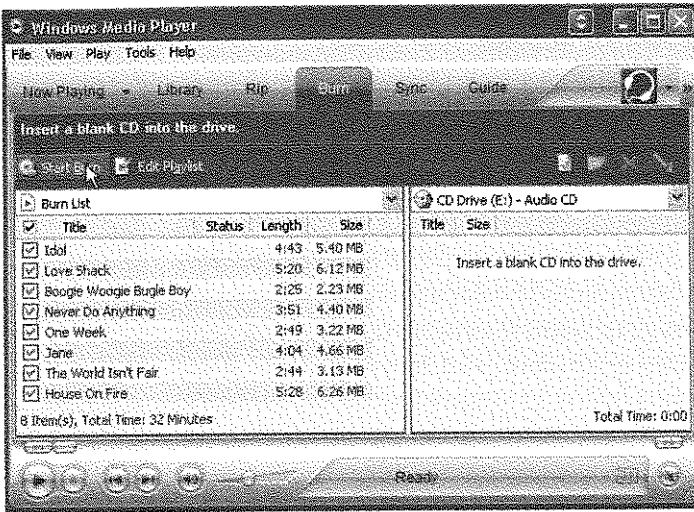 Windows Media Player
File View Play Tools Help
Now Playing Library Rip Burn Sync Guide
Insert a blank CD into the drive.
Start Burn Edit Playlist
Burn List
CD Drive (E:) - Audio CD
Title Status Length Size
Title Size
Idol 4:43 5.40 MB
Love Shack 5:20 6.12 MB
Boogie Woogie Bugle Boy 2:25 2.23 MB
Never Do Anything 3:51 4.40 MB
One Week 2:49 3.22 MB
Jane 4:04 4.66 MB
The World Isn't Fair 2:44 3.13 MB
House On Fire 5:28 6.26 MB
Insert a blank CD into the drive.
8 Item(s), Total Time: 32 Minutes
Total Time: 0:00
Ready